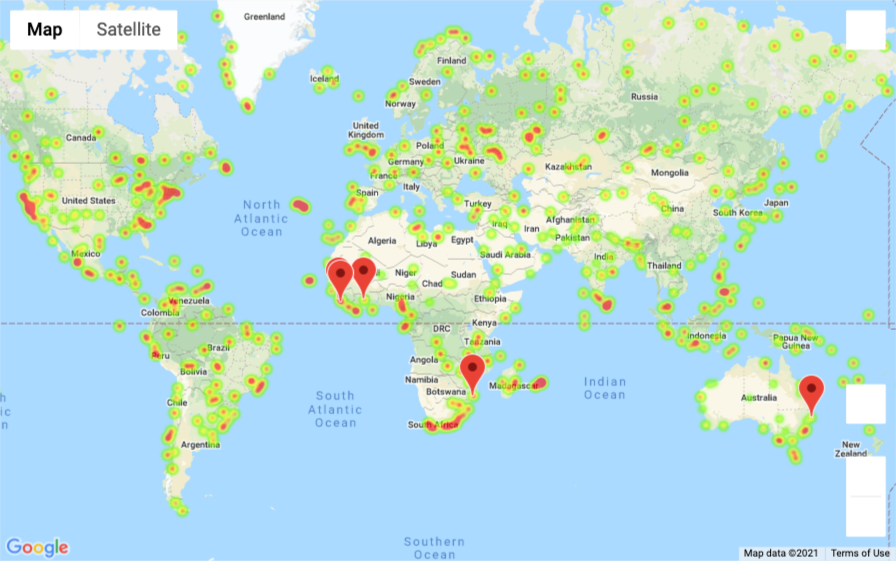 Greenland
Map
Satellite
Iceland
Finland
Sweden
Norway
Russia
Canada
United
Kingdom
Poland
Germany
Ukraine
France
Kazakhstan
Mongolia
Italy
Spain
United States
North
Atlantic
Ocean
Turkey
China
Japan
South Korea
Afghanistan
Iraq
Iran
Pakistan
Algeria
Libya
Egypt
Mexico
Saudi Arabia
India
Thailand
Niger
Chad
Sudan
Nigeria
Ethiopia
Venezuela
Colombia
DRC
Kenya
Indonesia
Papua New
Guinea
Tanzania
Brazil
Peru
Angola
Bolivia
Namibia
Botswana
Madagascar
Indian
Ocean
South
Atlantic
Ocean
Chile
Australia
h
ic
n
South Africa
Argentina
New
Zealand
Southern
Ocean
Google
Map data ©2021
Terms of Use